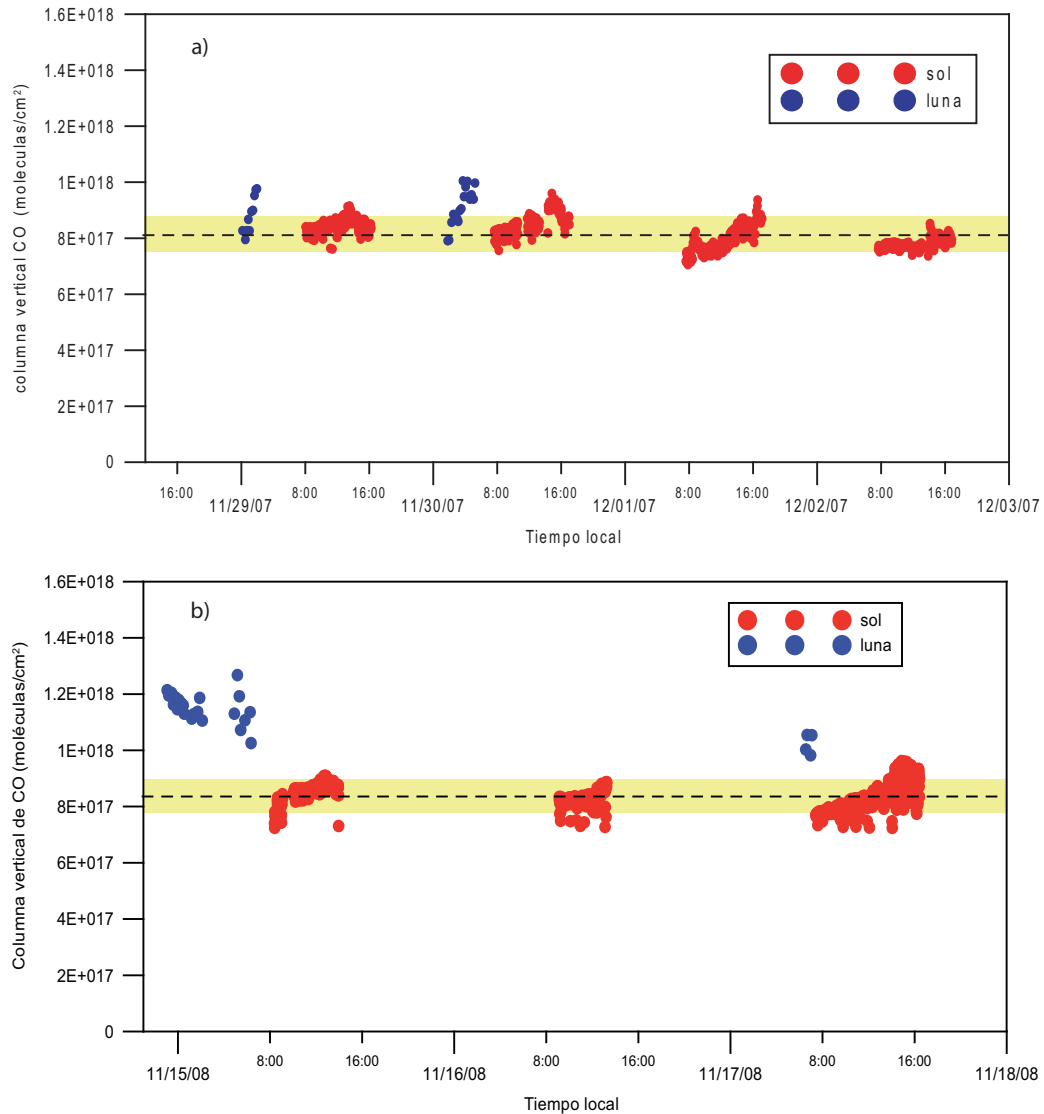 1.6E+018
a)
sol
1.4E+018
luna
1.2E+018
1E+018
8E+017
6E+017
4E+017
2E+017
0
columna vertical CO (moleculas/cm²)
16:00 8:00 16:00 8:00 16:00 8:00 16:00 8:00 16:00
11/29/07 11/30/07 12/01/07 12/02/07 12/03/07
Tiempo local
1.6E+018
b)
sol
1.4E+018
luna
1.2E+018
1E+018
8E+017
6E+017
4E+017
2E+017
0
Columna vertical de CO (moléculas/cm²)
8:00 16:00 8:00 16:00 8:00 16:00
11/15/08 11/16/08 11/17/08 11/18/08
Tiempo local